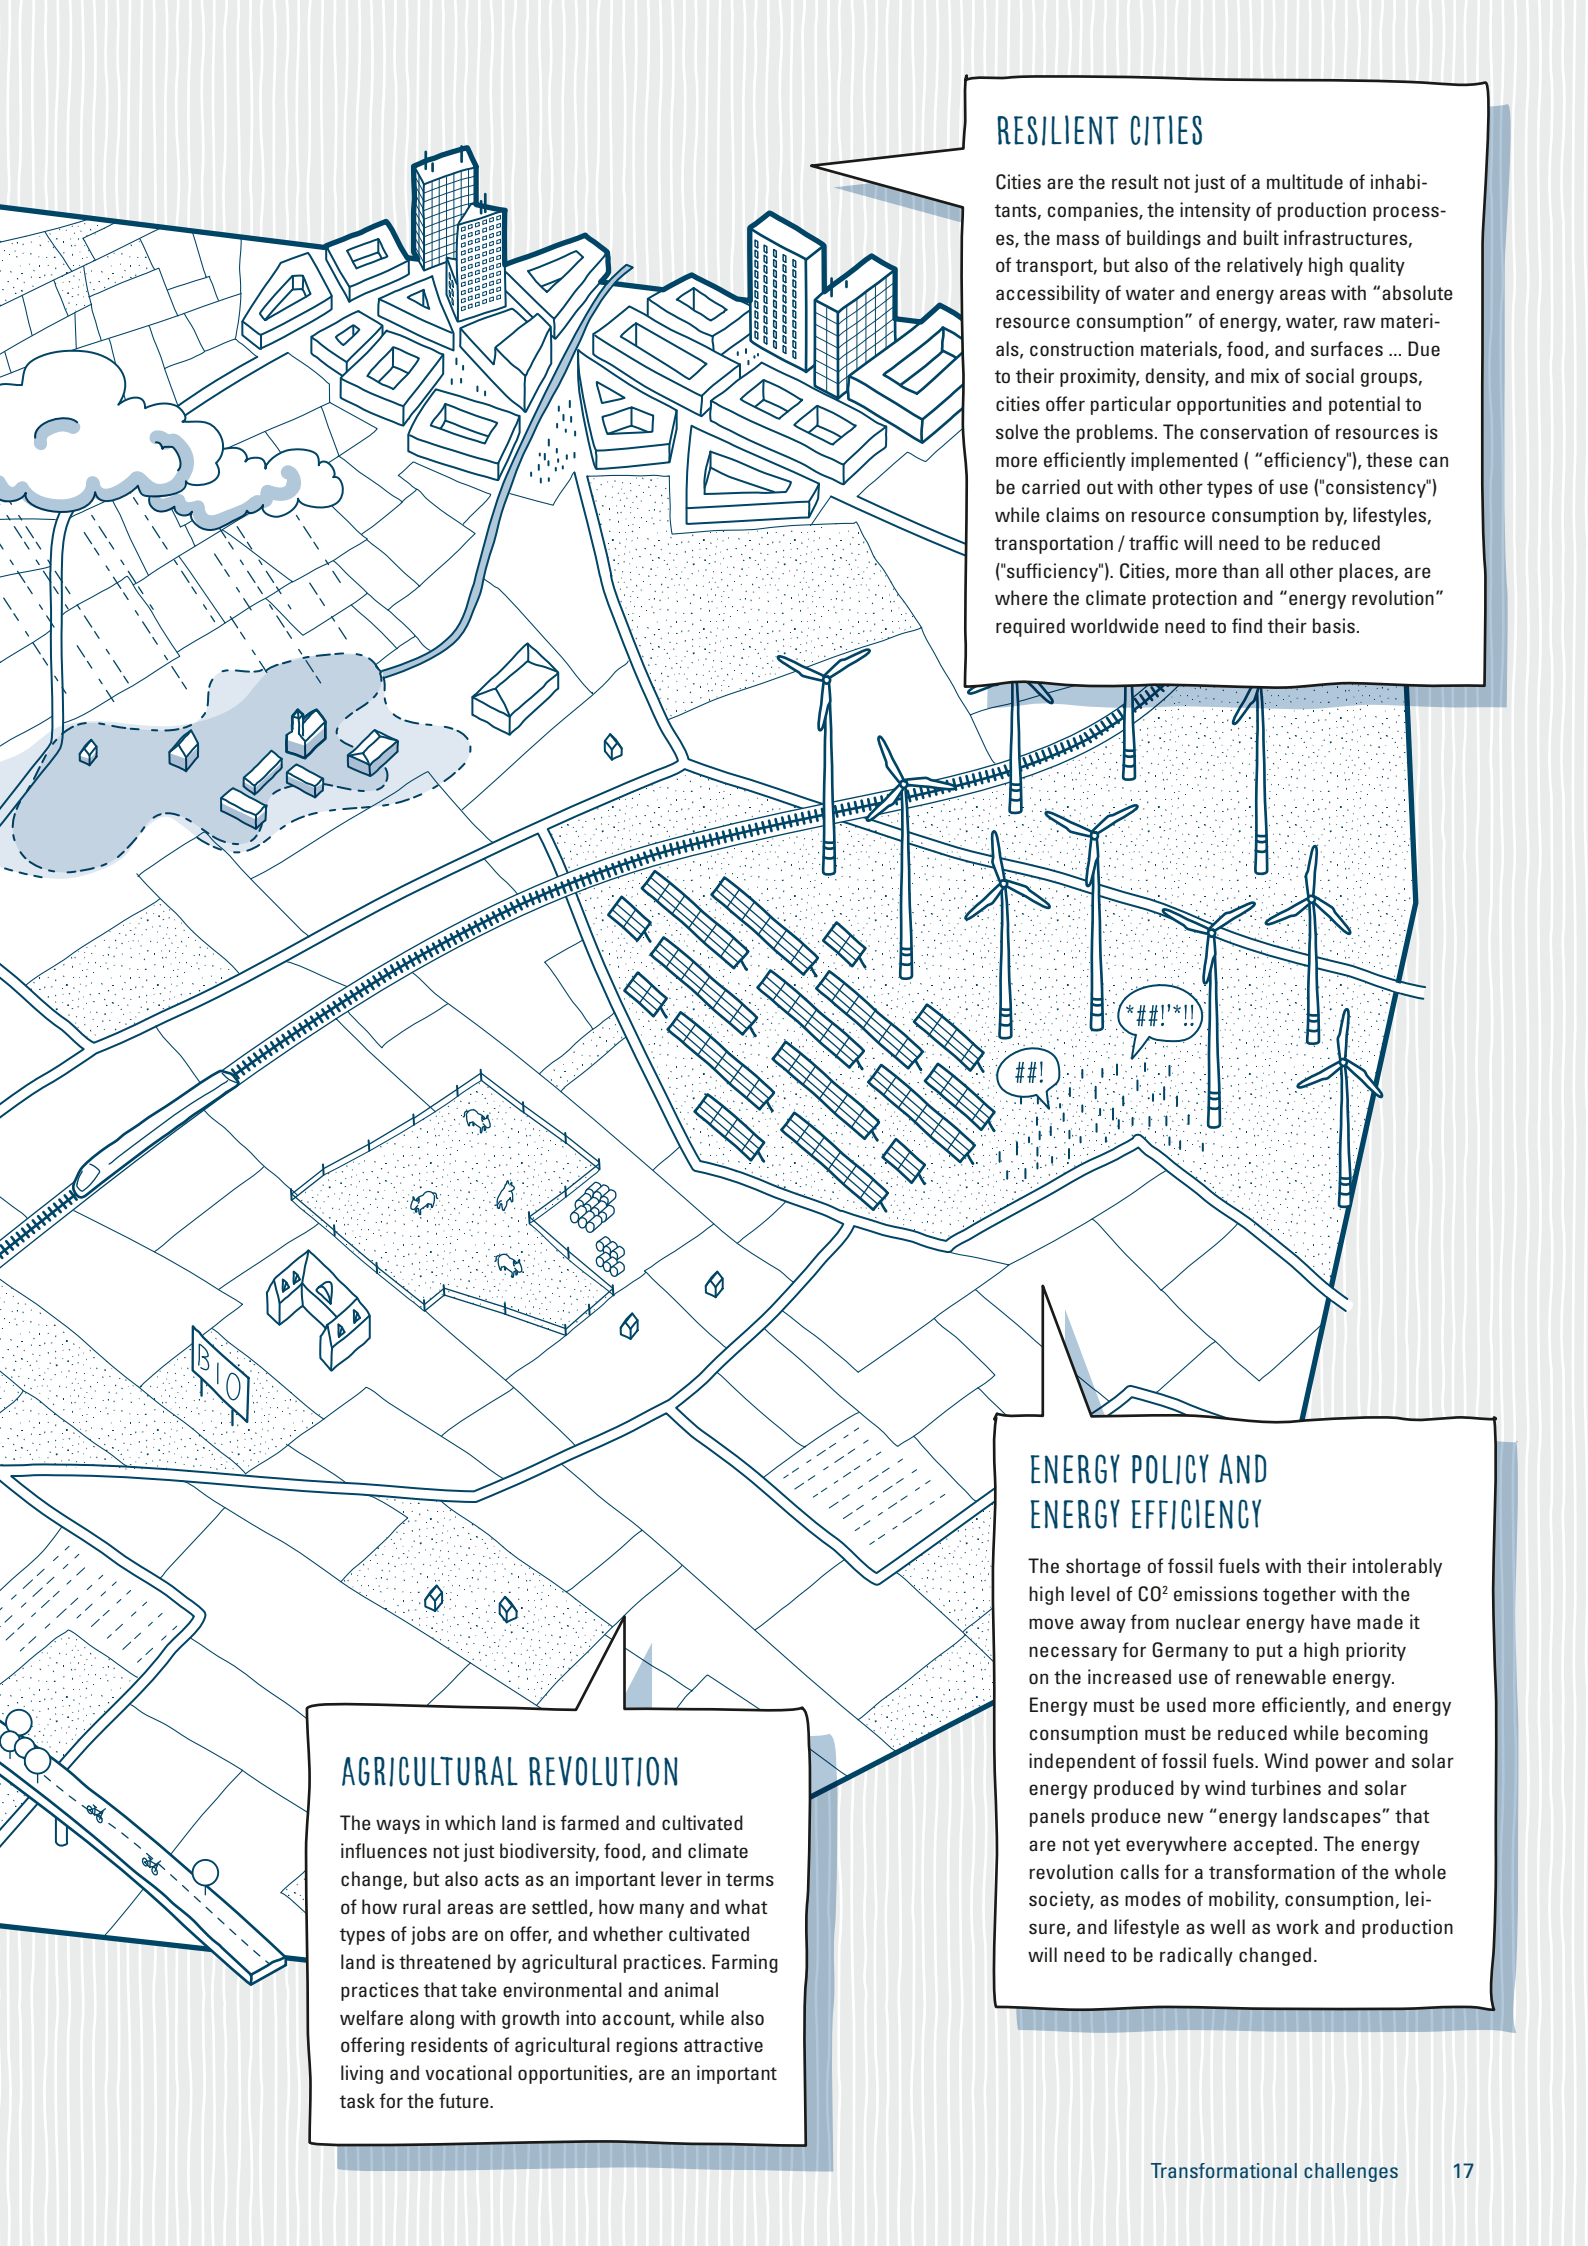 RESILIENT CITIES
Cities are the result not just of a multitude of inhabi-
tants, companies, the intensity of production process-
es, the mass of buildings and built infrastructures,
of transport, but also of the relatively high quality
accessibility of water and energy areas with “absolute
resource consumption” of energy, water, raw materi-
als, construction materials, food, and surfaces ... Due
to their proximity, density, and mix of social groups,
cities offer particular opportunities and potential to
solve the problems. The conservation of resources is
more efficiently implemented ( “efficiency"), these can
be carried out with other types of use ("consistency")
while claims on resource consumption by, lifestyles,
transportation / traffic will need to be reduced
("sufficiency"). Cities, more than all other places, are
where the climate protection and “energy revolution”
required worldwide need to find their basis.
*##!’*!!
##!
BIO
ENERGY POLICY AND
ENERGY EFFICIENCY
The shortage of fossil fuels with their intolerably
high level of CO² emissions together with the
move away from nuclear energy have made it
necessary for Germany to put a high priority
on the increased use of renewable energy.
Energy must be used more efficiently, and energy
consumption must be reduced while becoming
independent of fossil fuels. Wind power and solar
energy produced by wind turbines and solar
panels produce new “energy landscapes” that
are not yet everywhere accepted. The energy
revolution calls for a transformation of the whole
society, as modes of mobility, consumption, lei-
sure, and lifestyle as well as work and production
will need to be radically changed.
AGRICULTURAL REVOLUTION
The ways in which land is farmed and cultivated
influences not just biodiversity, food, and climate
change, but also acts as an important lever in terms
of how rural areas are settled, how many and what
types of jobs are on offer, and whether cultivated
land is threatened by agricultural practices. Farming
practices that take environmental and animal
welfare along with growth into account, while also
offering residents of agricultural regions attractive
living and vocational opportunities, are an important
task for the future.
Transformational challenges 17